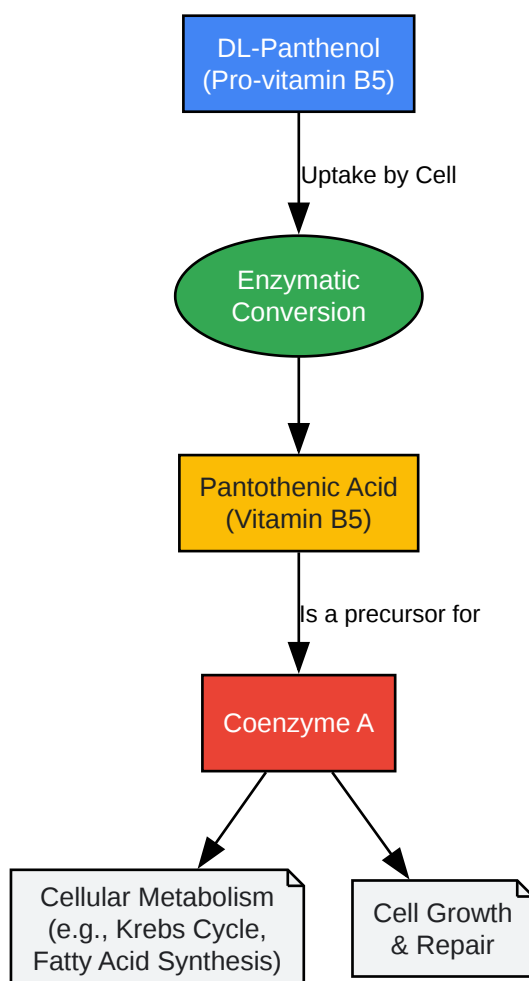 DL-Panthenol
(Pro-vitamin B5)
Uptake by Cell
Enzymatic
Conversion
Pantothenic Acid
(Vitamin B5)
Is a precursor for
Coenzyme A
Cellular Metabolism
(e.g., Krebs Cycle,
Fatty Acid Synthesis)
Cell Growth
& Repair